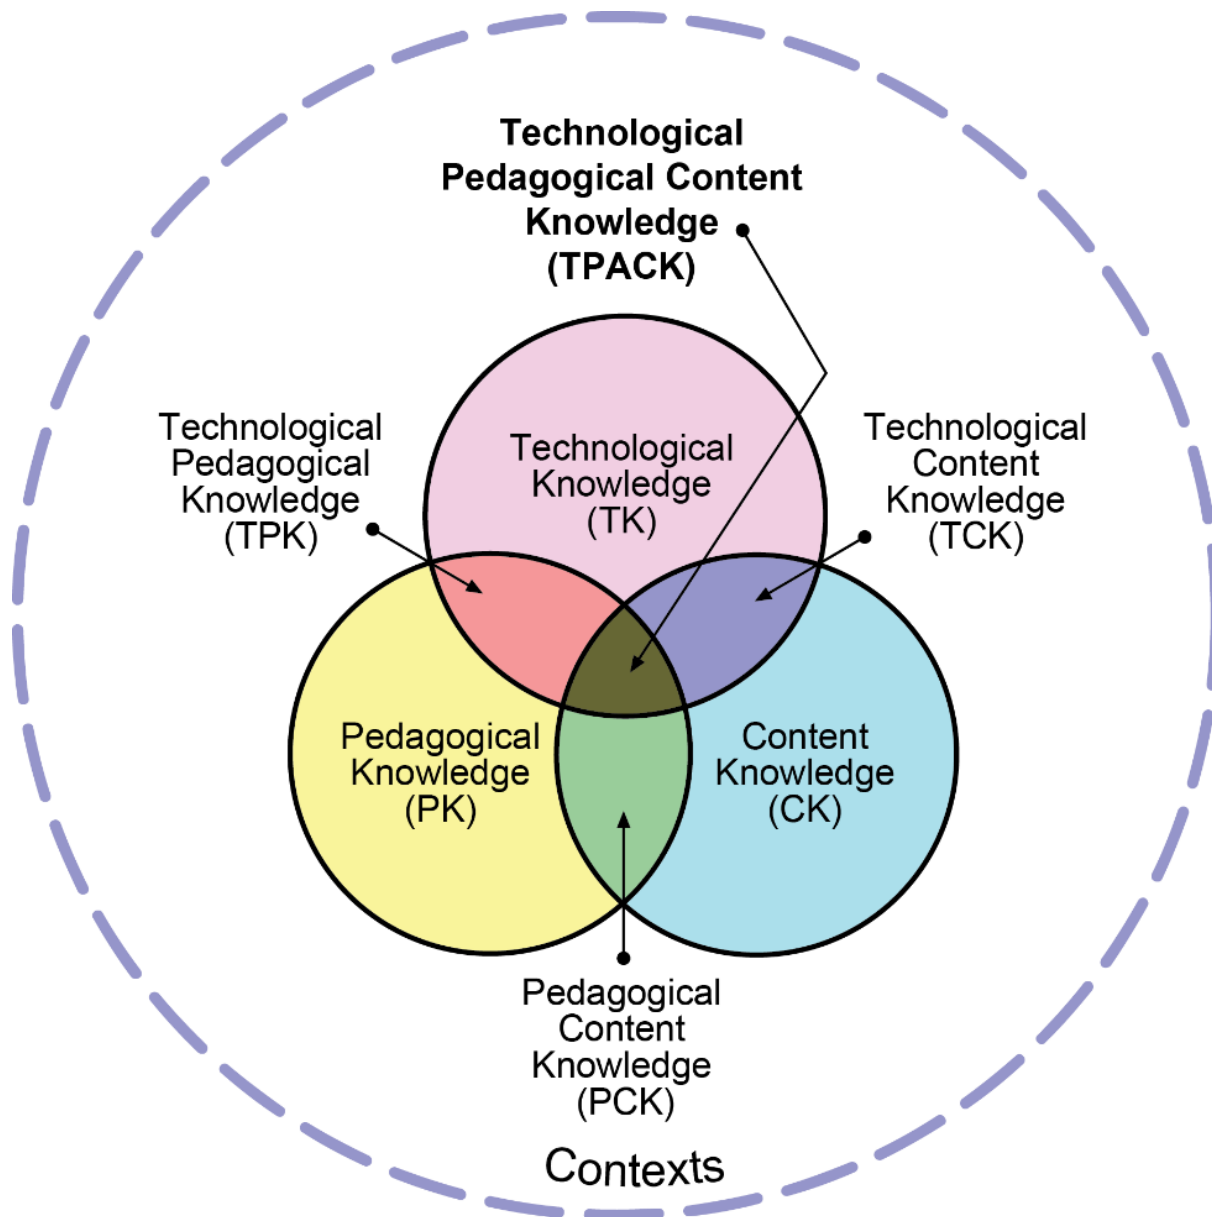 Technological
Pedagogical Content
Knowledge
(TPACK)
Technological
Pedagogical
Knowledge
(TPK)
Technological
Knowledge
(TK)
Technological
Content
Knowledge
(TCK)
Pedagogical
Knowledge
(PK)
Content
Knowledge
(CK)
Pedagogical
Content
Knowledge
(PCK)
Contexts